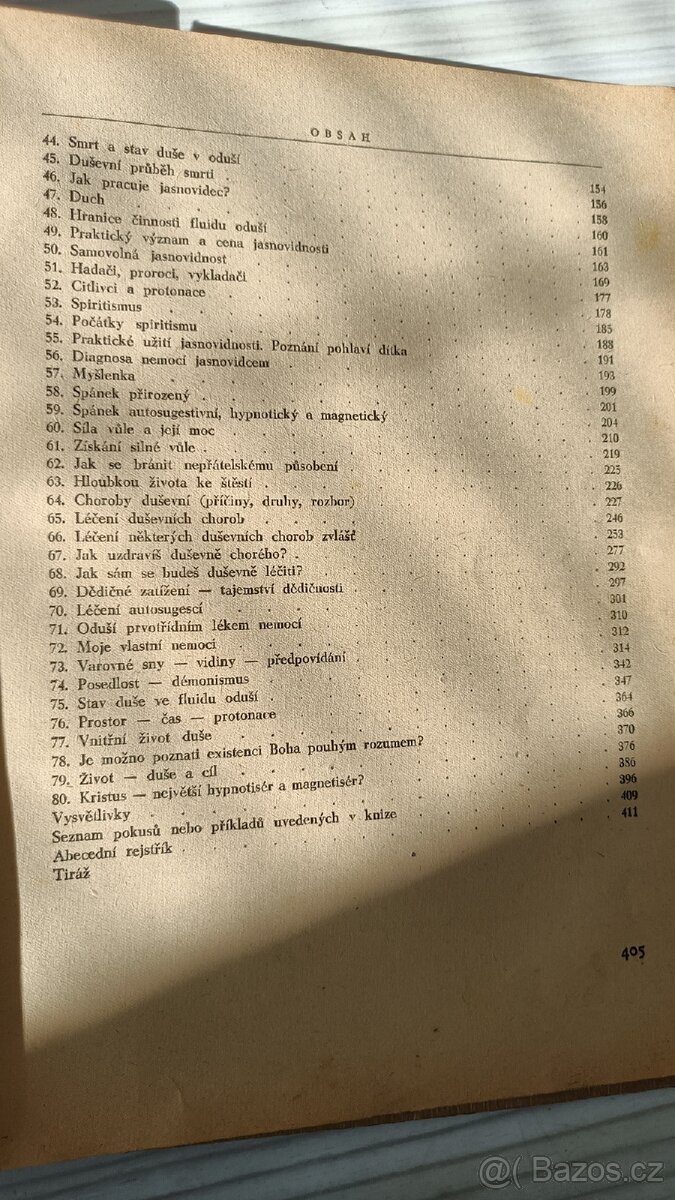 OBSAH
44. Smrt a stav duše v oduší . . . 154
45. Duševní průběh smrti . . . 156
46. Jak pracuje jasnovidec? . . . 158
47. Duch . . . 160
48. Hranice činnosti fluidu oduší . . . 161
49. Praktický význam a cena jasnovidnosti . . . 163
50. Samovolná jasnovidnost . . . 169
51. Hadači, proroci, vykladači . . . 177
52. Citlivci a protonace . . . 178
53. Spiritismus . . . 185
54. Počátky spiritismu . . . 188
55. Praktické užití jasnovidnosti. Poznání pohlaví dítka . . . 191
56. Diagnosa nemocí jasnovidcem . . . 193
57. Myšlenka . . . 199
58. Spánek přirozený . . . 201
59. Spánek autosugestivní, hypnotický a magnetický . . . 204
60. Síla vůle a její moc . . . 210
61. Získání silné vůle . . . 219
62. Jak se bránit nepřátelskému působení . . . 225
63. Hloubkou života ke štěstí . . . 226
64. Choroby duševní (příčiny, druhy, rozbor) . . . 227
65. Léčení duševních chorob . . . 246
66. Léčení některých duševních chorob zvlášť . . . 253
67. Jak uzdravíš duševně chorého? . . . 277
68. Jak sám se budeš duševně léčiti? . . . 292
69. Dědičné zatížení — tajemství dědičnosti . . . 297
70. Léčení autosugescí . . . 301
71. Oduší prvotřídním lékem nemocí . . . 310
72. Moje vlastní nemoci . . . 312
73. Varovné sny — vidiny — předpovídání . . . 314
74. Posedlost — démonismus . . . 342
75. Stav duše ve fluidu oduší . . . 347
76. Prostor — čas — protonace . . . 364
77. Vnitřní život duše . . . 366
78. Je možno poznati existenci Boha pouhým rozumem? . . . 370
79. Život — duše a cíl . . . 376
80. Kristus — největší hypnotisér a magnetisér? . . . 386
Vysvětlivky . . . 396
Seznam pokusů nebo příkladů uvedených v knize . . . 409
Abecední rejstřík . . . 411
Tiráž
405
@( Bazos.cz